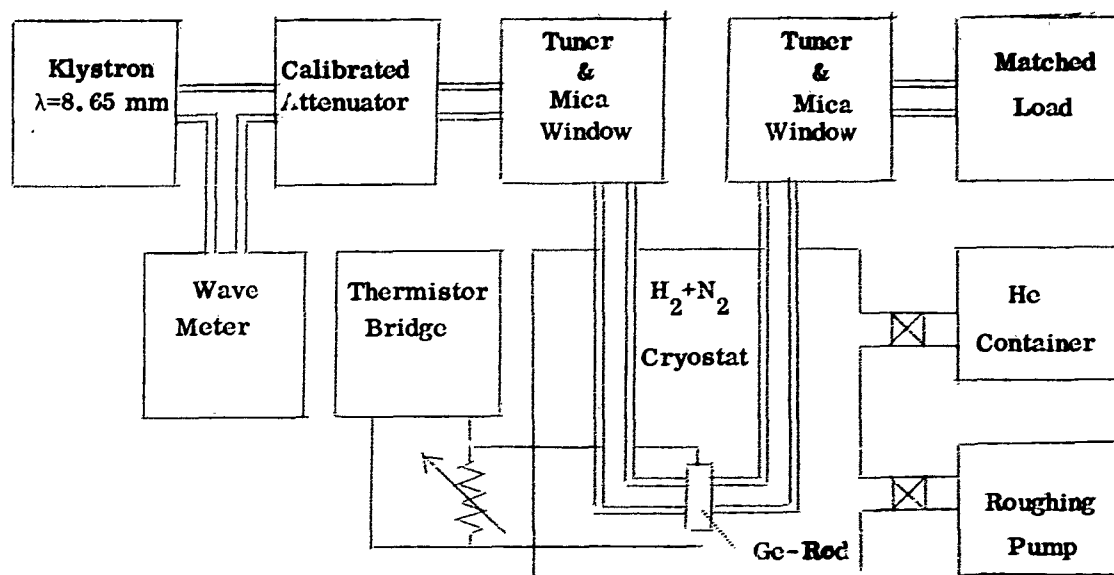 Klystron
λ=8.65 mm
Calibrated
Attenuator
Tuner
&
Mica
Window
Tuner
&
Mica
Window
Matched
Load
Wave
Meter
Thermistor
Bridge
H2+N2
Cryostat
He
Container
Ge-Rod
Roughing
Pump